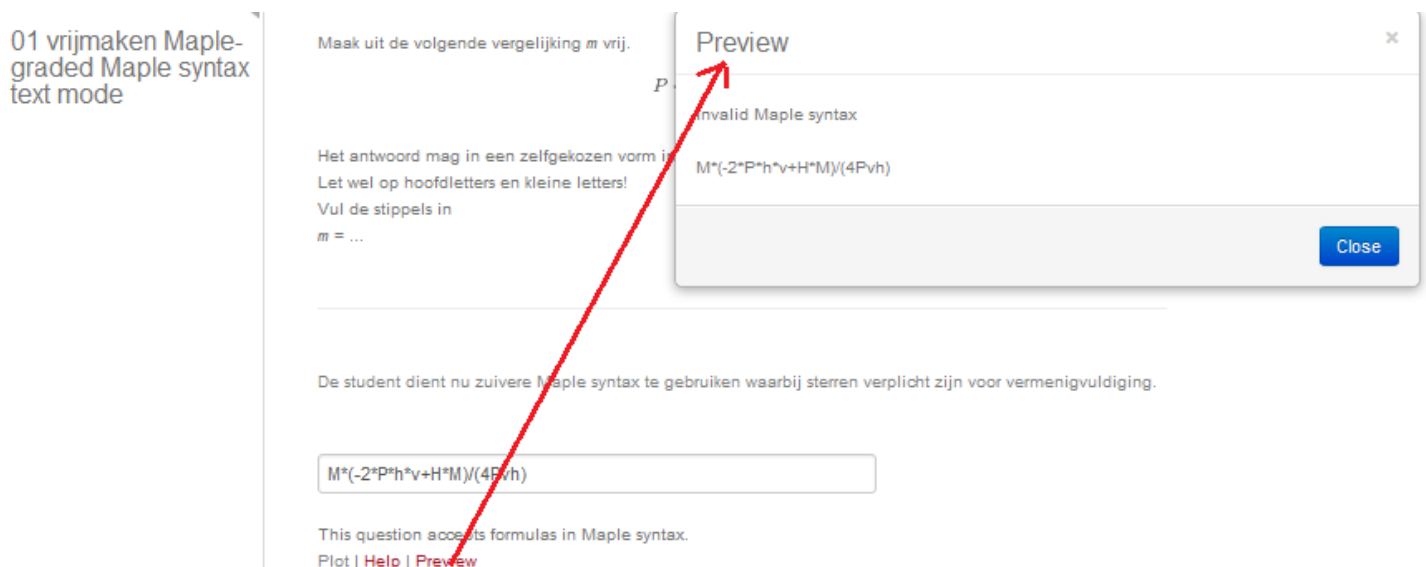 01 vrijmaken Maple-
graded Maple syntax
text mode
Maak uit de volgende vergelijking m vrij.
P
Het antwoord mag in een zelfgekozen vorm
Let wel op hoofdletters en kleine letters!
Vul de stippels in
m = ...
Preview
×
Invalid Maple syntax
M*(-2*P*h*v+H*M)/(4Pvh)
Close
De student dient nu zuivere Maple syntax te gebruiken waarbij sterren verplicht zijn voor vermenigvuldiging.
M*(-2*P*h*v+H*M)/(4Pvh)
This question accepts formulas in Maple syntax.
Plot | Help | Preview